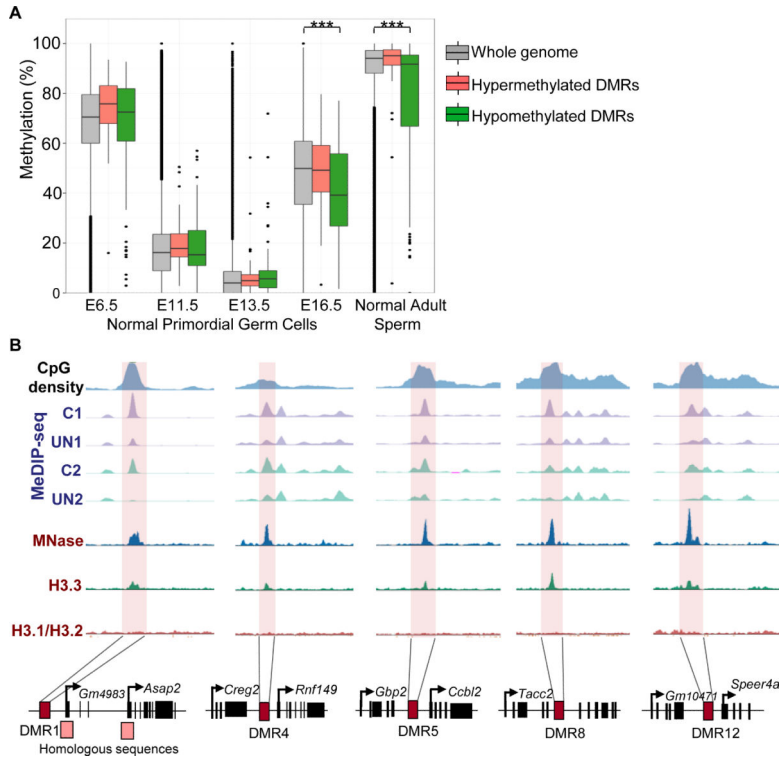 A
***
***
100
80
60
40
20
0
Methylation (%)
Whole genome
Hypermethylated DMRs
Hypomethylated DMRs
E6.5 E11.5 E13.5 E16.5 Normal Adult
Normal Primordial Germ Cells Sperm
B
CpG
density
MeDIP-seq
C1
UN1
C2
UN2
MNase
H3.3
H3.1/H3.2
Gm4983 Asap2 Creg2 Rnf149 Gbp2 Ccbl2 Tacc2 Gm10471 Speer4a
DMR1 DMR4 DMR5 DMR8 DMR12
Homologous sequences